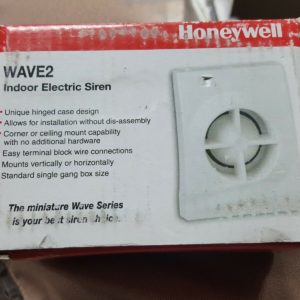 Honeywell
WAVE2
Indoor Electric Siren
• Unique hinged case design
• Allows for installation without dis-assembly
• Corner or ceiling mount capability
with no additional hardware
• Easy terminal block wire connections
• Mounts vertically or horizontally
• Standard single gang box size
The miniature Wave Series
is your best siren choice.